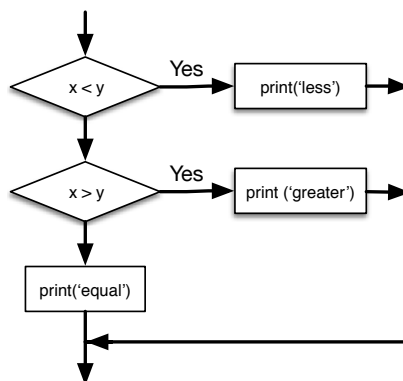 Yes
x < y
print(‘less’)
Yes
x > y
print (‘greater’)
print(‘equal’)